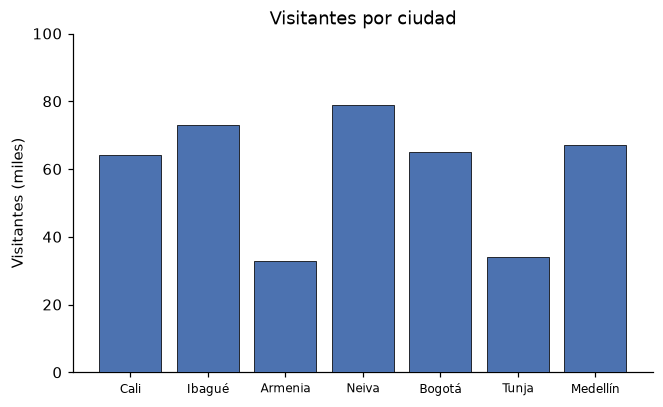 Visitantes por ciudad
Visitantes (miles)
100
80
60
40
20
0
Cali Ibagué Armenia Neiva Bogotá Tunja Medellín